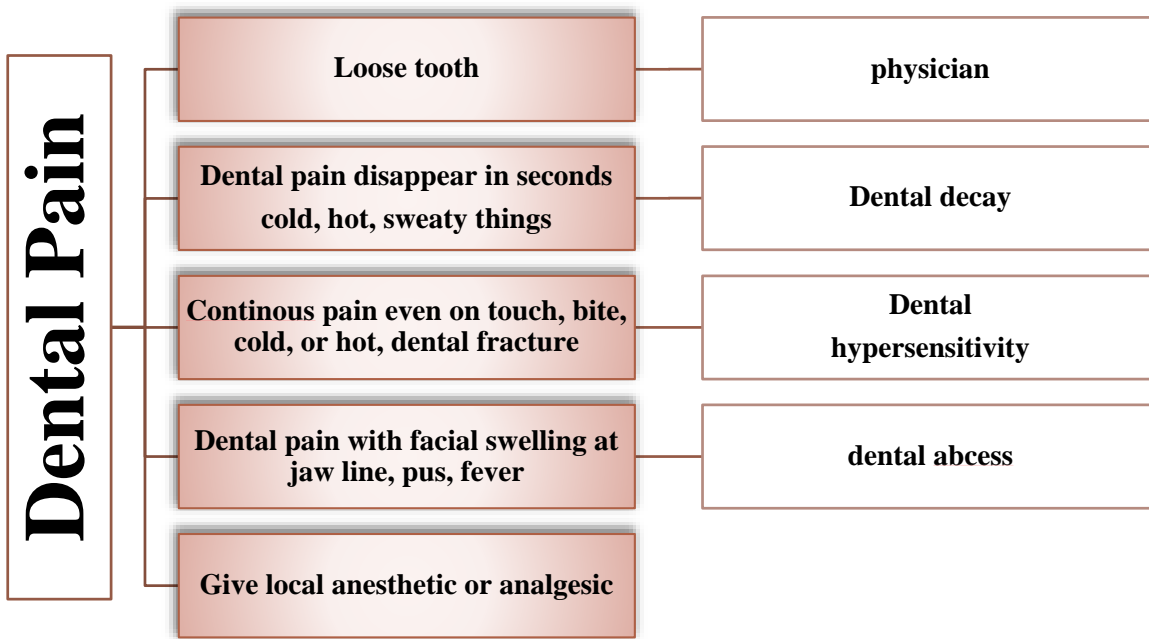 Dental Pain
Loose tooth
physician
Dental pain disappear in seconds
cold, hot, sweaty things
Dental decay
Continous pain even on touch, bite,
cold, or hot, dental fracture
Dental
hypersensitivity
Dental pain with facial swelling at
jaw line, pus, fever
dental abcess
Give local anesthetic or analgesic